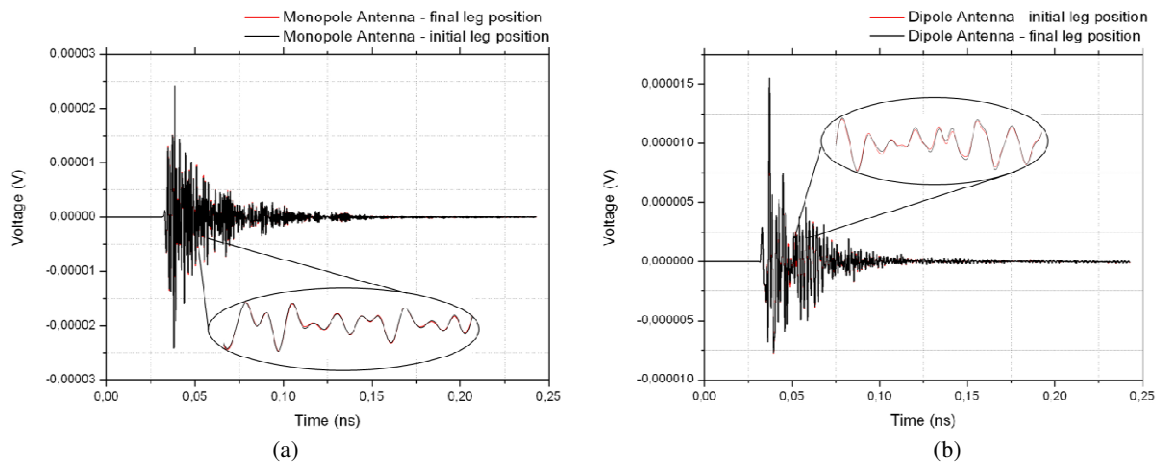 Monopole Antenna - final leg position
Monopole Antenna - initial leg position
0.00003
0.00002
0.00001
0.00000
-0.00001
-0.00002
-0.00003
Voltage (V)
0,00
0,05
0,10
0,15
0,20
0,25
Time (ns)
(a)
Dipole Antenna - initial leg position
Dipole Antenna - final leg position
0,000015
0,000010
0,000005
0,000000
-0,000005
-0,000010
Voltage (V)
0,00
0,05
0,10
0,15
0,20
0,25
Time (ns)
(b)